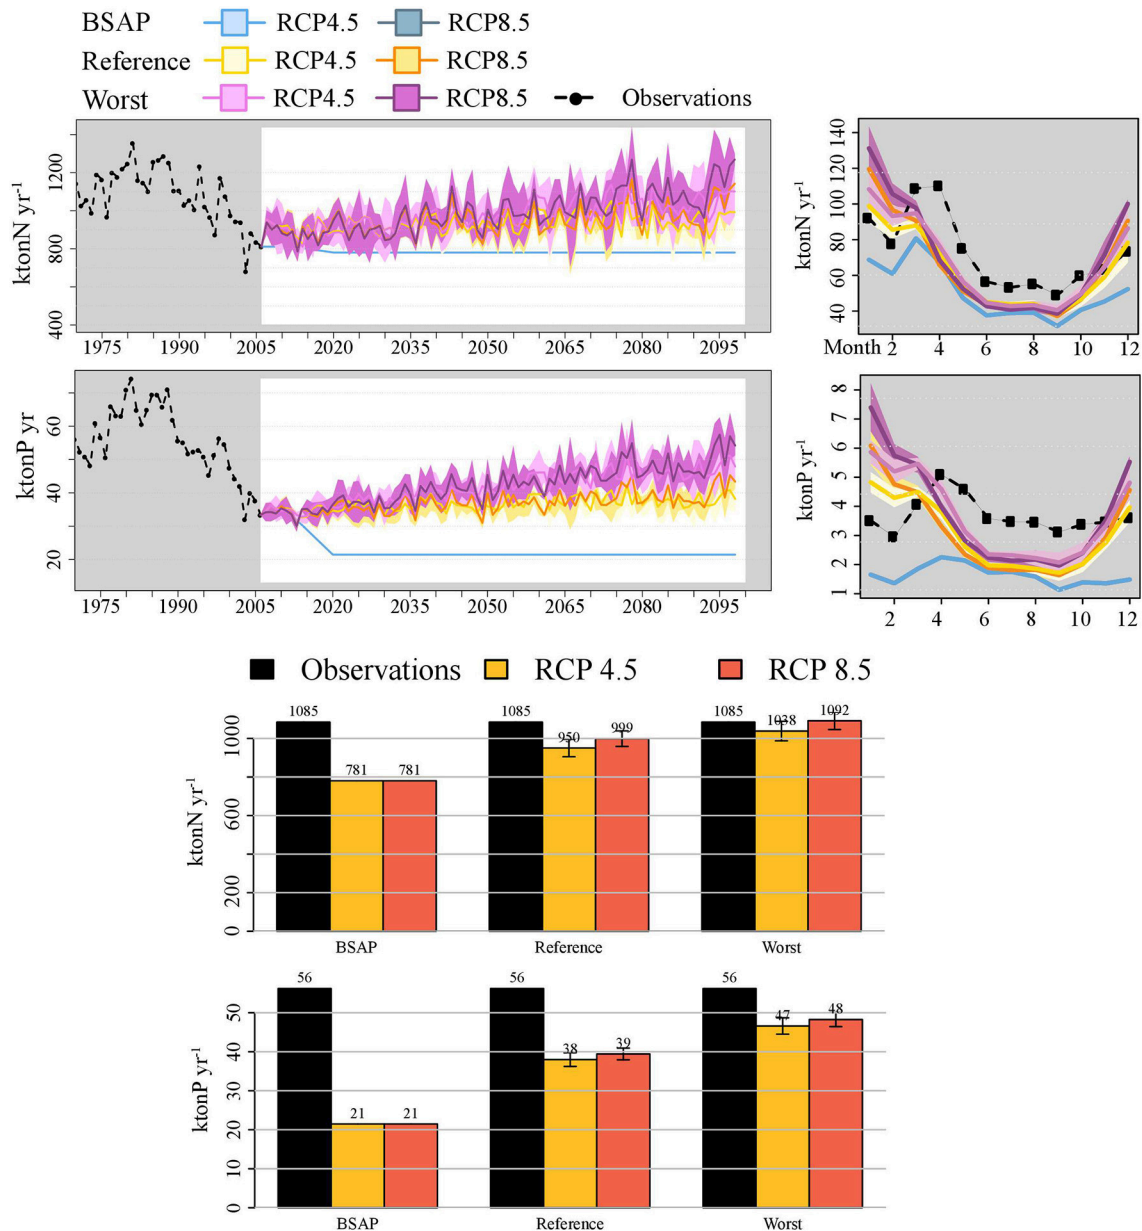 BSAP RCP4.5 RCP8.5
Reference RCP4.5 RCP8.5
Worst RCP4.5 RCP8.5 Observations
ktonN yr-1
400 8000 1000 1200
1975 1990 2005 2020 2035 2050 2065 2080 2095
ktonN yr-1
40 60 80 100 120 140
Month 2 4 6 8 10 12
ktonP yr
20 40 60
1975 1990 2005 2020 2035 2050 2065 2080 2095
ktonP yr-1
1 2 3 4 5 6 7 8
2 4 6 8 10 12
Observations RCP 4.5 RCP 8.5
ktonN yr-1
0 200 600 1000
1085 781 781 1085 950 999 1085 1038 1092
BSAP Reference Worst
ktonP yr-1
0 10 20 30 40 50
56 21 21 56 38 39 56 47 48
BSAP Reference Worst